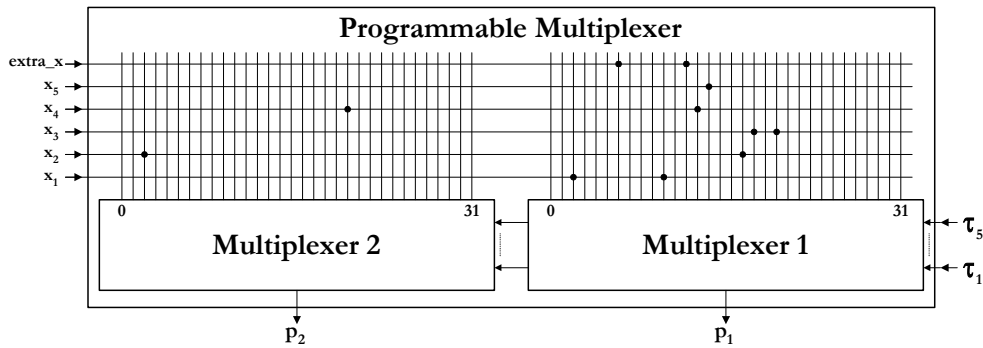 Programmable Multiplexer
extra_x
x₅
x₄
x₃
x₂
x₁
0 31 0 31
Multiplexer 2 Multiplexer 1
τ₅
τ₁
p₂ p₁